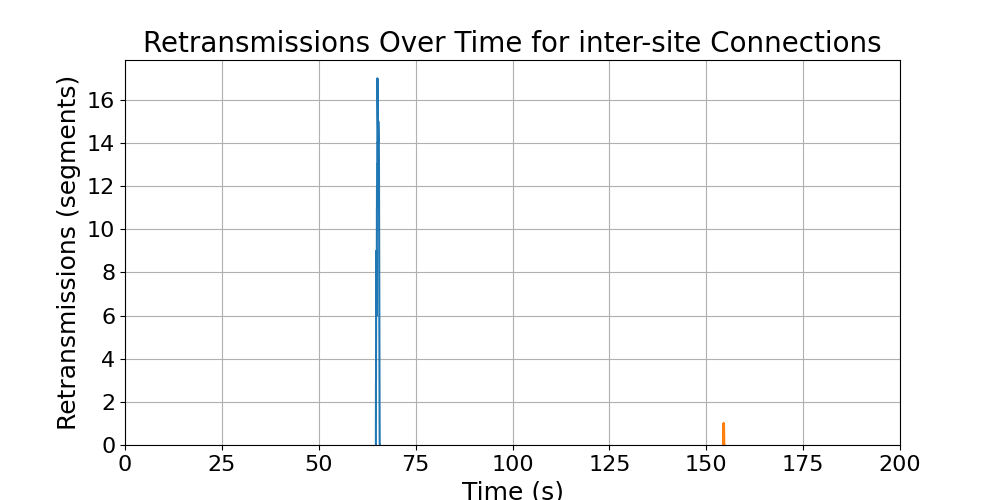 Retransmissions Over Time for inter-site Connections
Retransmissions (segments)
16
14
12
10
8
6
4
2
0
0 25 50 75 100 125 150 175 200
Time (s)